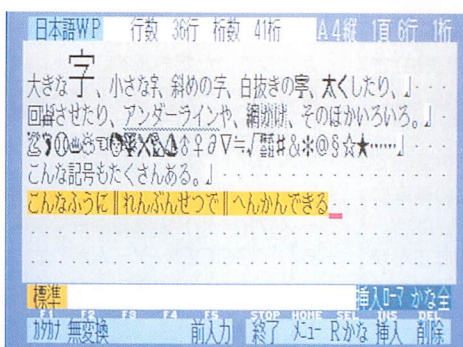 日本語WP 行数 36行 桁数 41桁 A4縦 1頁 6行 1桁
大きな字、小さな字、斜めの字、白抜きの字、太くしたり、』
回転させたり、アンダーラインや、網掛け、そのほかいろいろ。』
♂♀∂∇≒√#&*@§☆★……』
こんな記号もたくさんある。』
こんなふうに‖れんぶんせつで‖へんかんできる
標準 挿入ローマ かな全
F1 F2 F3 F4 F5 STOP HOME SEL INS DEL
カタカナ 無変換 前入力 終了 メニュー Rかな 挿入 削除